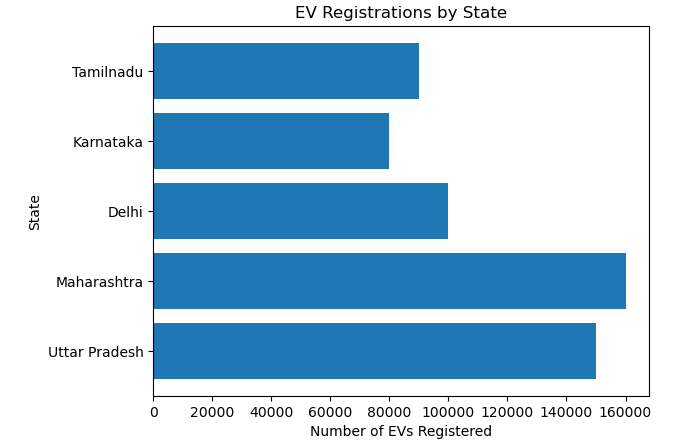 EV Registrations by State
Tamilnadu
Karnataka
Delhi
Maharashtra
Uttar Pradesh
State
0 20000 40000 60000 80000 100000 120000 140000 160000
Number of EVs Registered